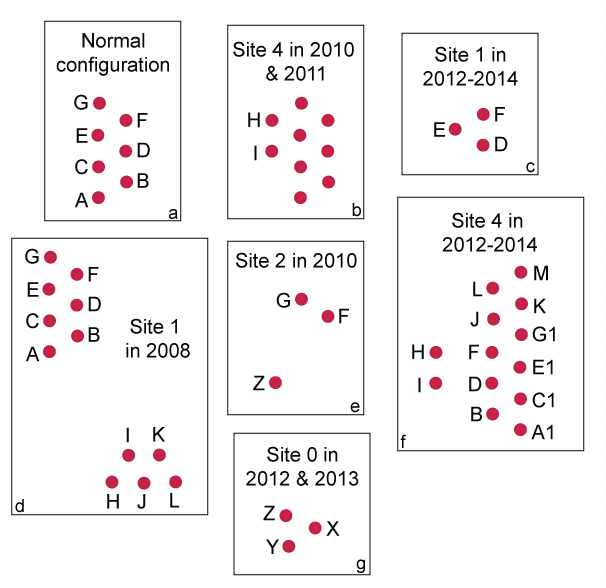 Normal
configuration
G
F
E
D
C
B
A
a
Site 4 in 2010
& 2011
H
I
b
Site 1 in
2012-2014
F
E
D
c
G
F
E
D
C
B
A
Site 1
in 2008
I K
H J L
d
Site 2 in 2010
G
F
Z
e
Site 4 in
2012-2014
M
L
K
J
G1
H F
E1
I D
C1
B
A1
f
Site 0 in
2012 & 2013
Z
X
Y
g